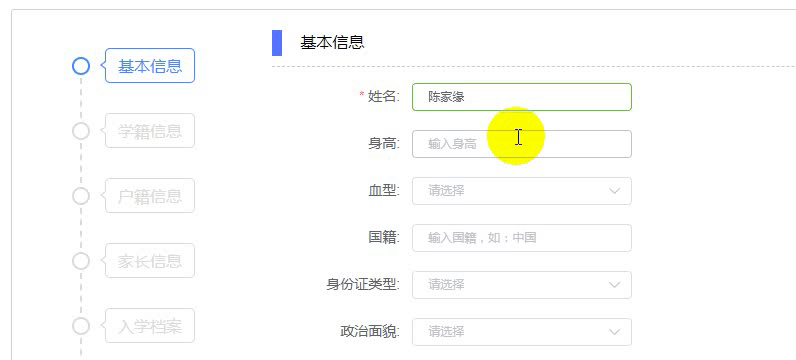 基本信息
学籍信息
户籍信息
家长信息
入学档案
基本信息
* 姓名: 陈家缘
身高: 输入身高
血型: 请选择
国籍: 输入国籍，如：中国
身份证类型: 请选择
政治面貌: 请选择